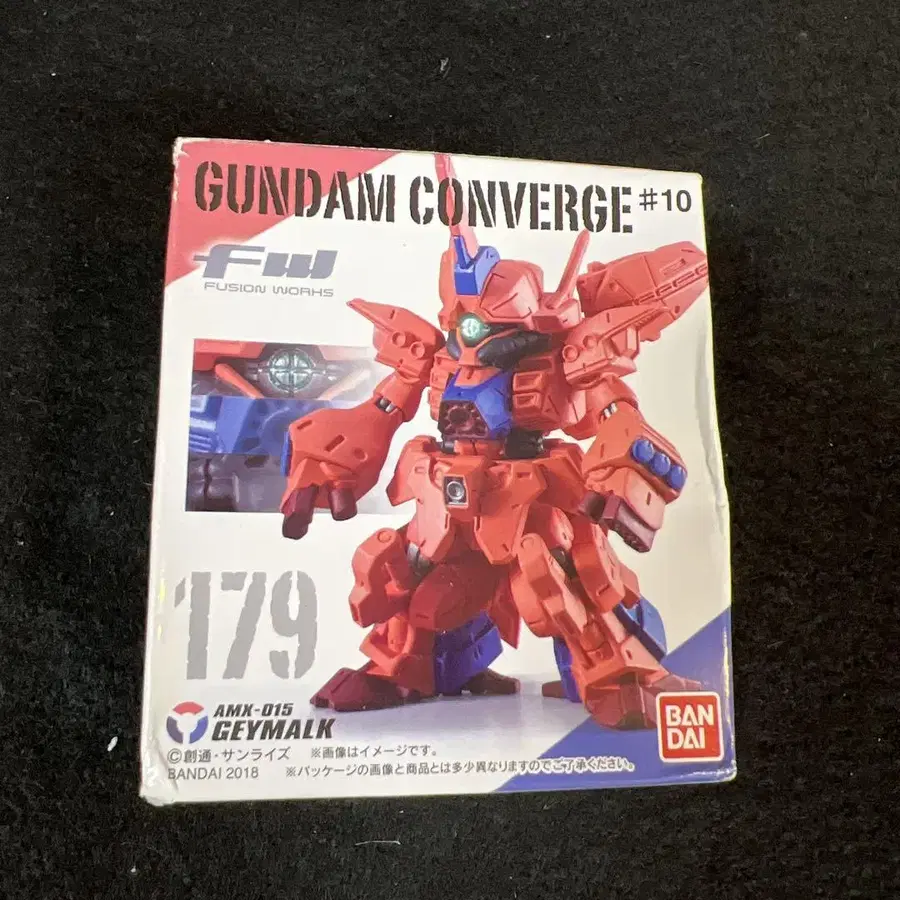 GUNDAM CONVERGE #10
FW
FUSION WORKS
179
AMX-015
GEYMALK
©創通・サンライズ ※画像はイメージです。
BANDAI 2018 ※パッケージの画像と商品とは多少異なりますのでご了承ください。
BAN
DAI